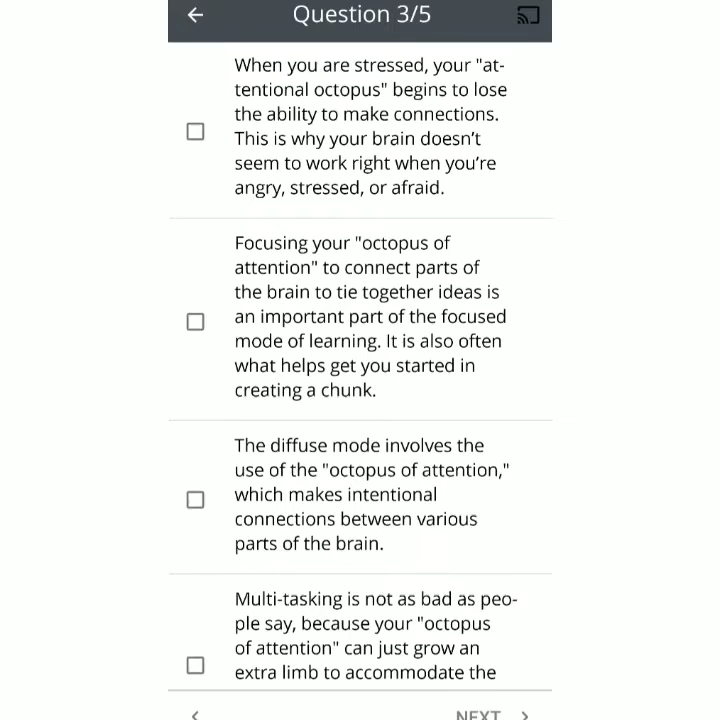 Question 3/5
When you are stressed, your "at-
tentional octopus" begins to lose
the ability to make connections.
This is why your brain doesn't
seem to work right when you're
angry, stressed, or afraid.
Focusing your "octopus of
attention" to connect parts of
the brain to tie together ideas is
an important part of the focused
mode of learning. It is also often
what helps get you started in
creating a chunk.
The diffuse mode involves the
use of the "octopus of attention,"
which makes intentional
connections between various
parts of the brain.
Multi-tasking is not as bad as peo-
ple say, because your "octopus
of attention" can just grow an
extra limb to accommodate the
NEXT